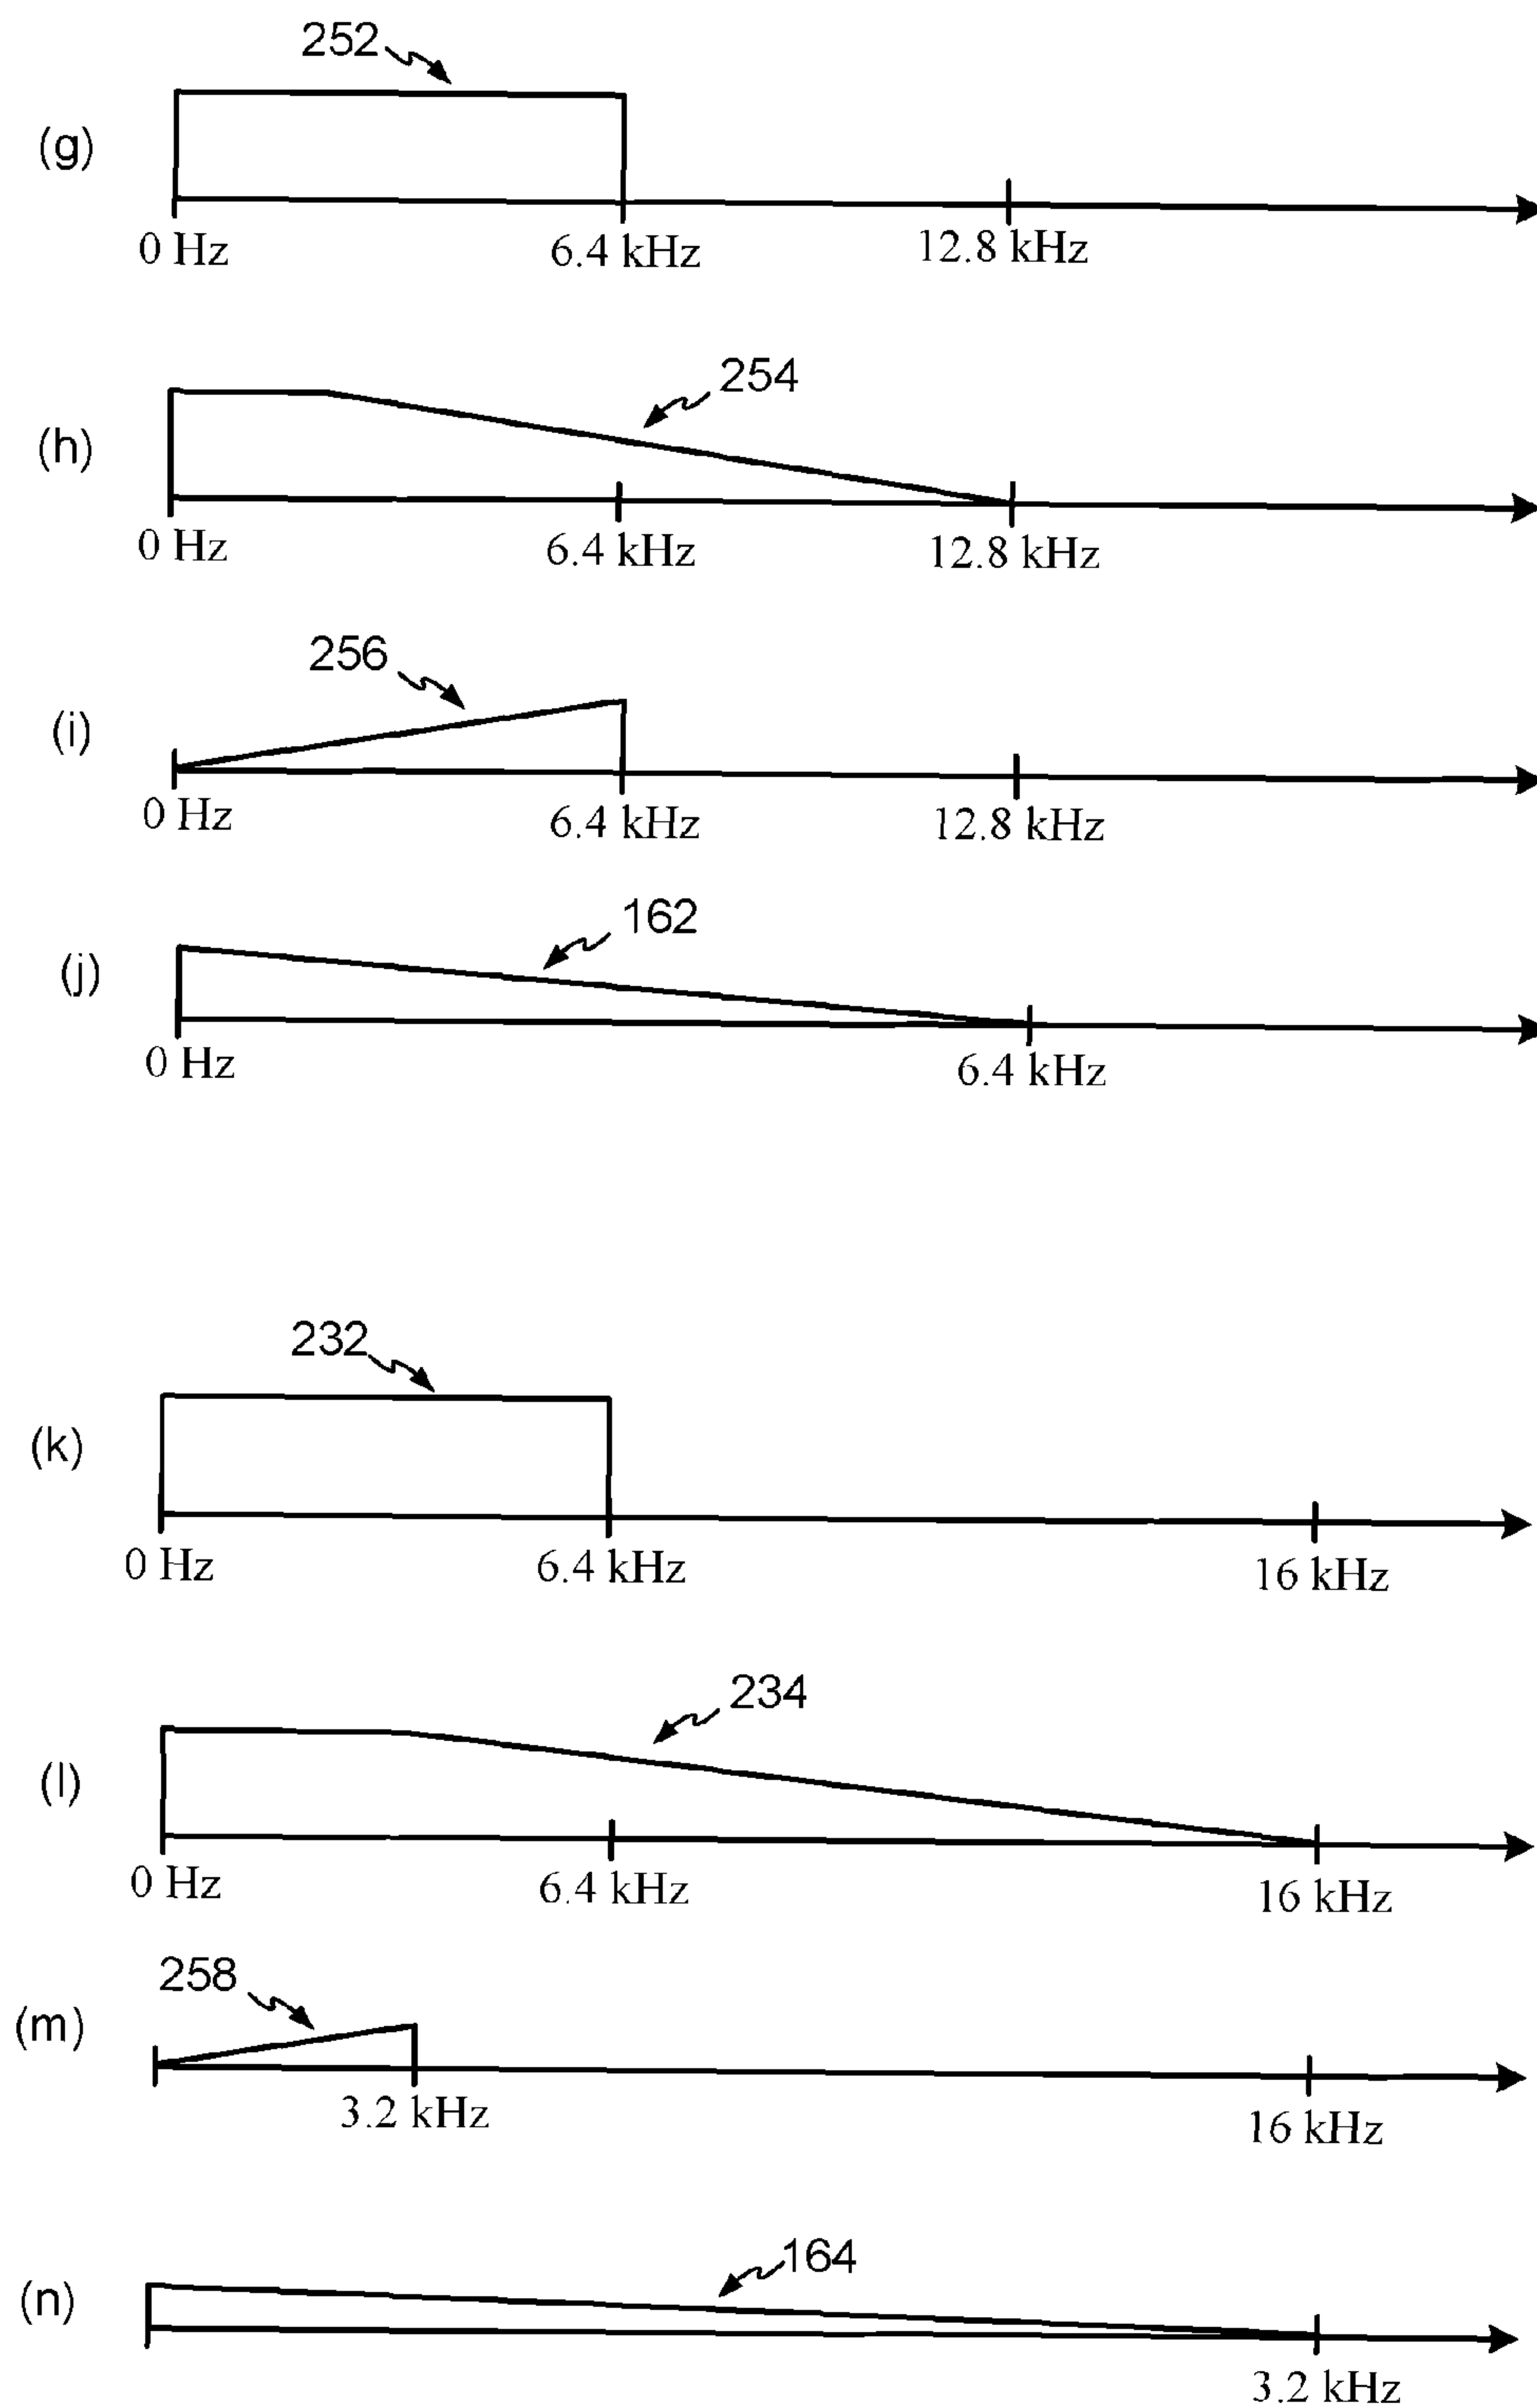 252
(g)
0 Hz 6.4 kHz 12.8 kHz
254
(h)
0 Hz 6.4 kHz 12.8 kHz
256
(i)
0 Hz 6.4 kHz 12.8 kHz
162
(j)
0 Hz 6.4 kHz
232
(k)
0 Hz 6.4 kHz 16 kHz
234
(l)
0 Hz 6.4 kHz 16 kHz
258
(m)
3.2 kHz 16 kHz
164
(n)
3.2 kHz